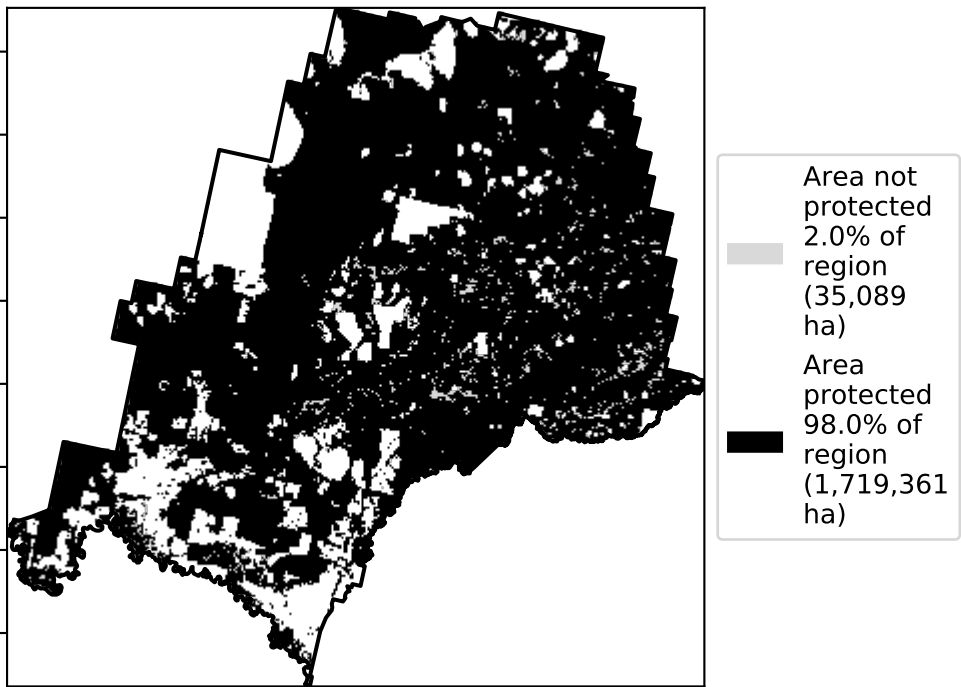 Area not
protected
2.0% of
region
(35,089
ha)
Area
protected
98.0% of
region
(1,719,361
ha)